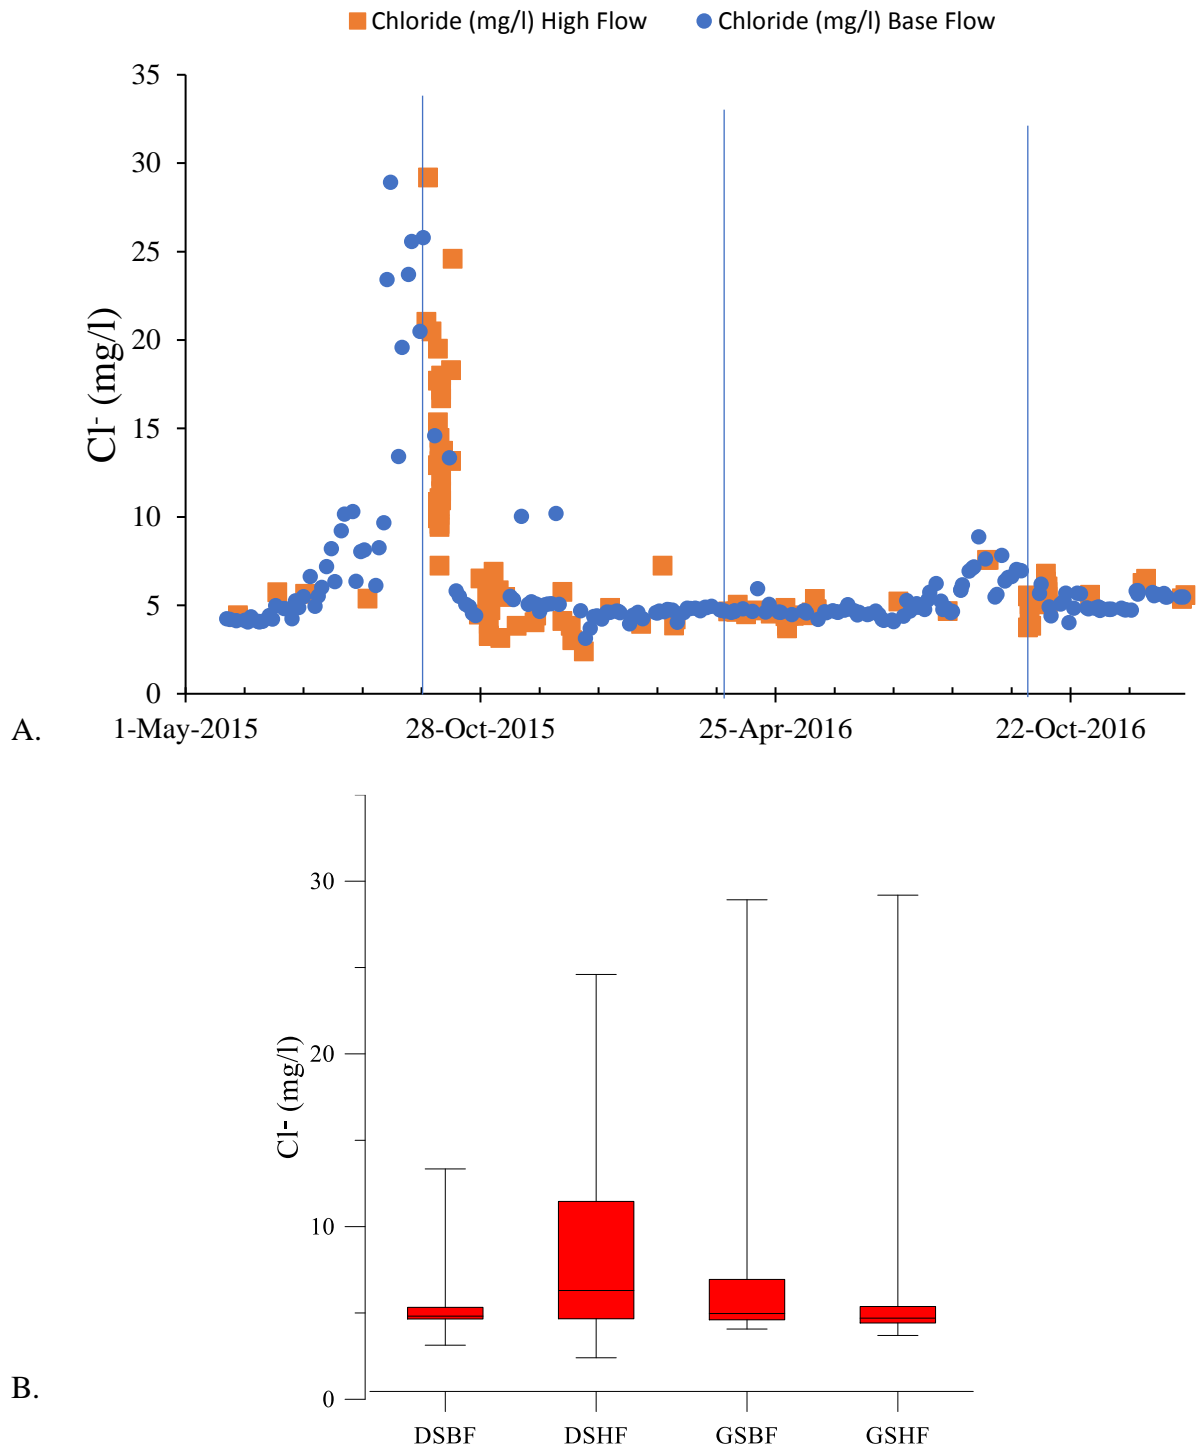 Chloride (mg/l) High Flow Chloride (mg/l) Base Flow
35
30
25
20
15
10
5
0
Cl- (mg/l)
A.
1-May-2015 28-Oct-2015 25-Apr-2016 22-Oct-2016
30
20
10
0
Cl- (mg/l)
B.
DSBF DSHF GSBF GSHF